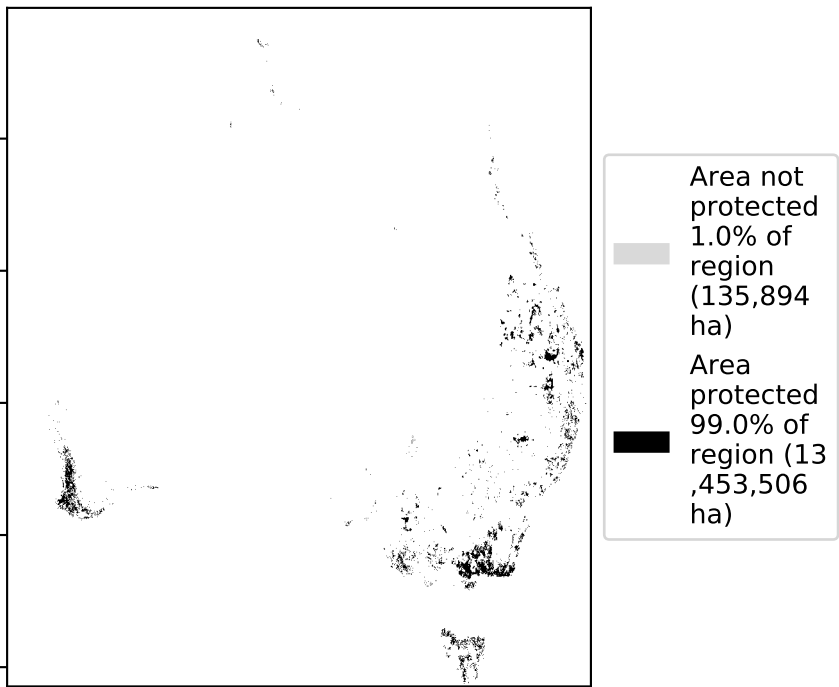 Area not
protected
1.0% of
region
(135,894
ha)
Area
protected
99.0% of
region (13
,453,506
ha)